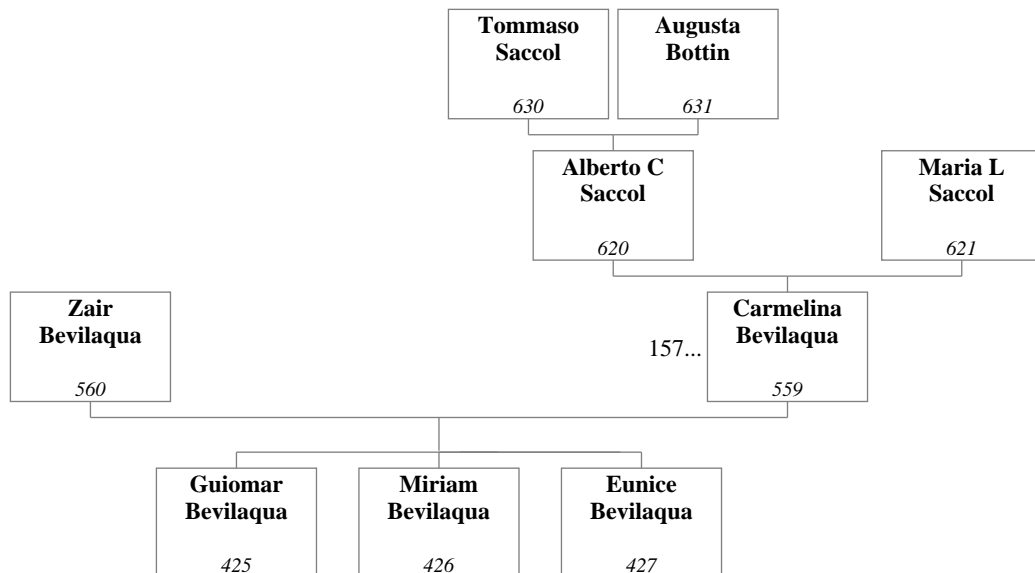 Tommaso
Saccol
630
Augusta
Bottin
631
Alberto C
Saccol
620
Maria L
Saccol
621
Zair
Bevilaqua
560
157...
Carmelina
Bevilaqua
559
Guiomar
Bevilaqua
425
Miriam
Bevilaqua
426
Eunice
Bevilaqua
427